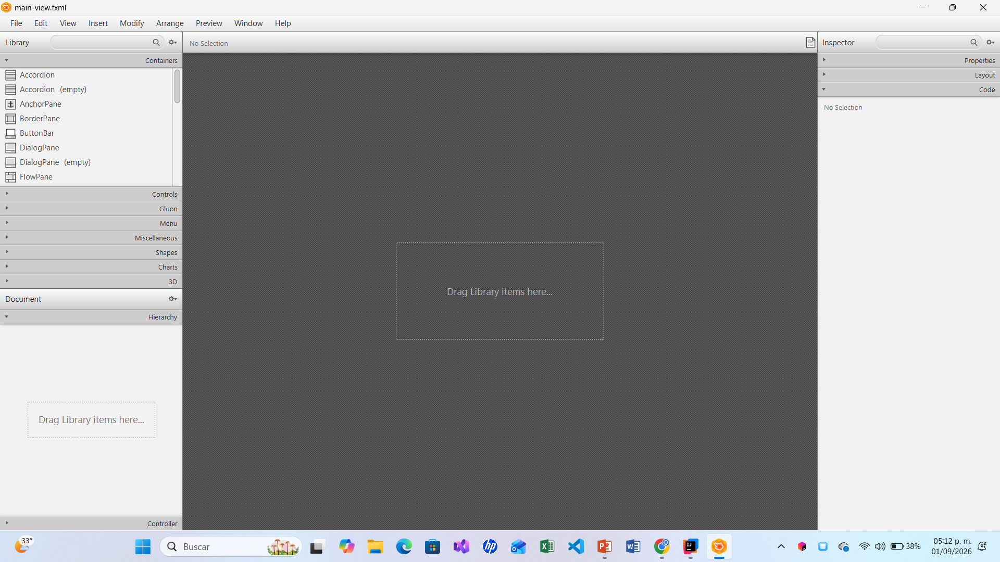 main-view.fxml
File Edit View Insert Modify Arrange Preview Window Help
Library
No Selection
Inspector
Containers
Accordion
Accordion (empty)
AnchorPane
BorderPane
ButtonBar
DialogPane
DialogPane (empty)
FlowPane
Controls
Gluon
Menu
Miscellaneous
Shapes
Charts
3D
Document
Hierarchy
Drag Library items here...
Controller
Drag Library items here...
Properties
Layout
Code
No Selection
33°
Buscar
38%
05:12 p. m.
01/09/2026